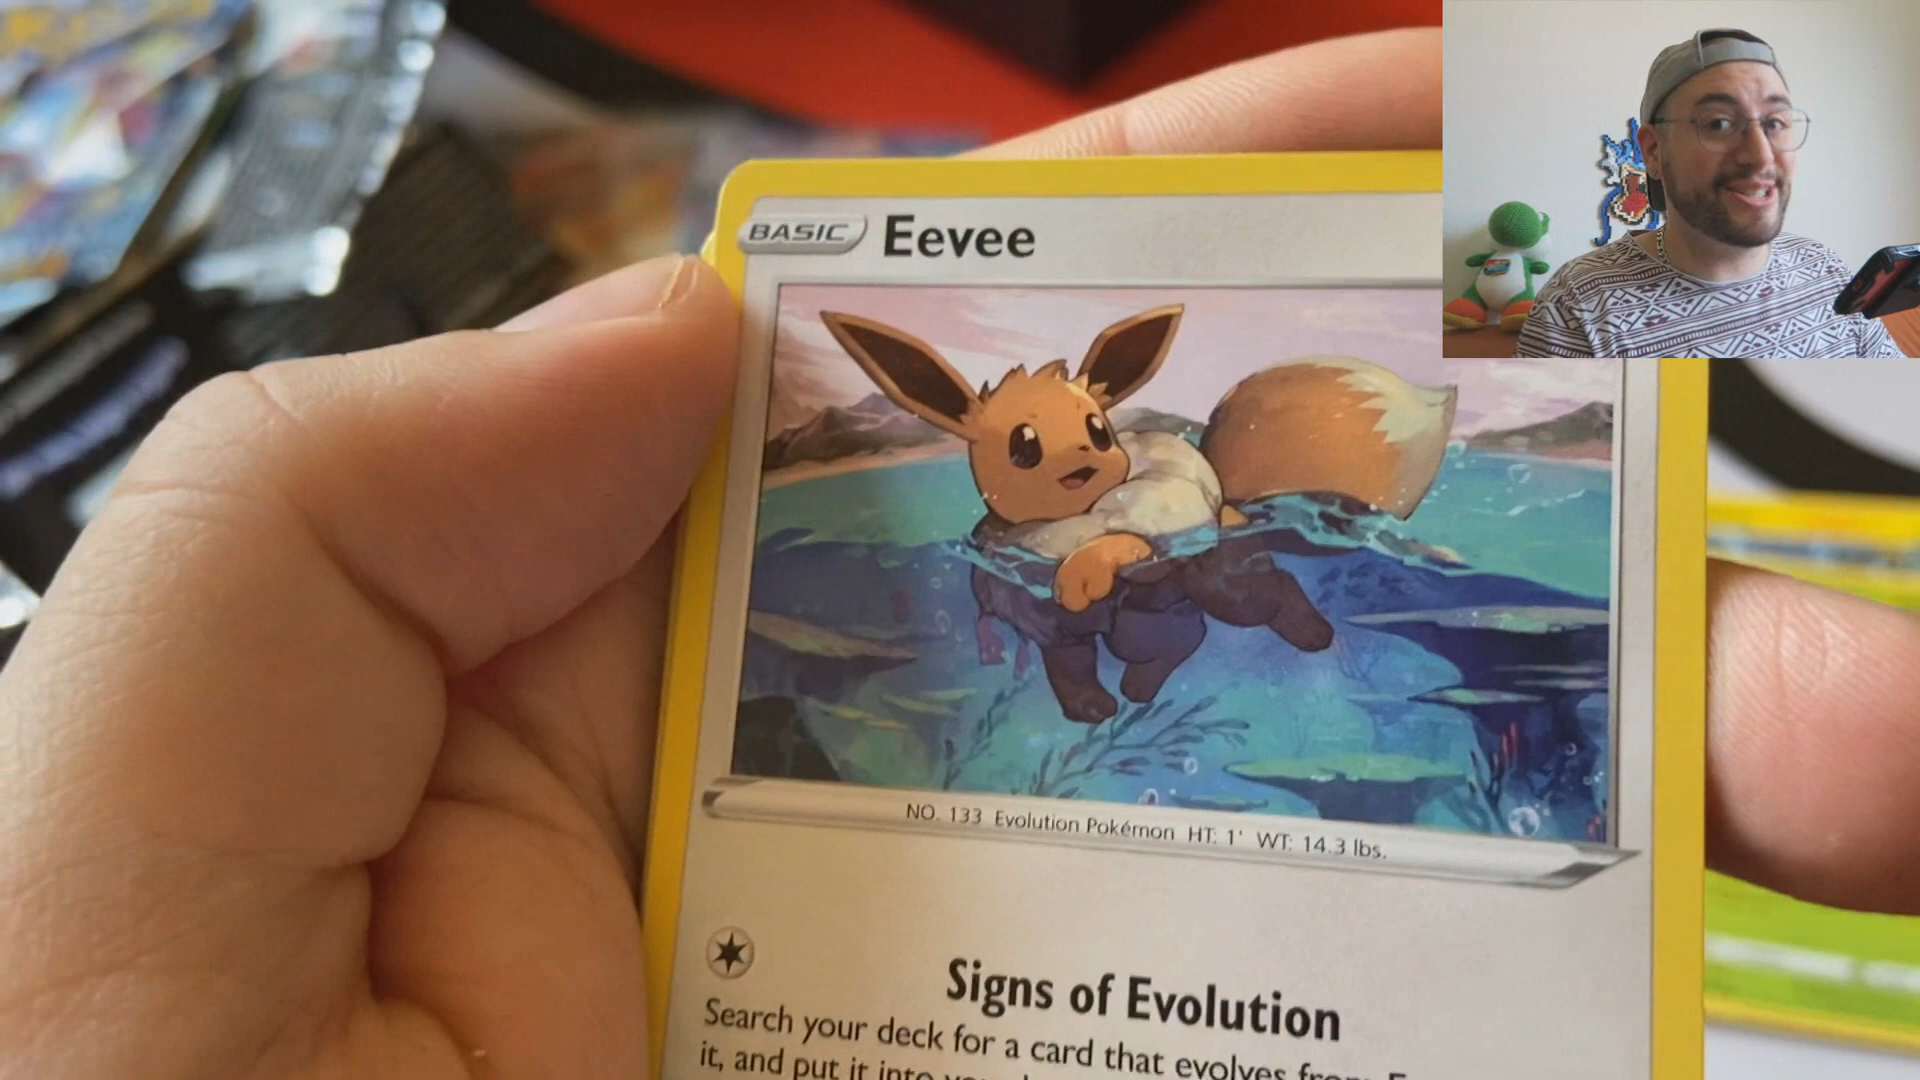 BASIC Eevee
NO. 133 Evolution Pokémon HT: 1' WT: 14.3 lbs.
Signs of Evolution
Search your deck for a card that evolves from
it, and put it into